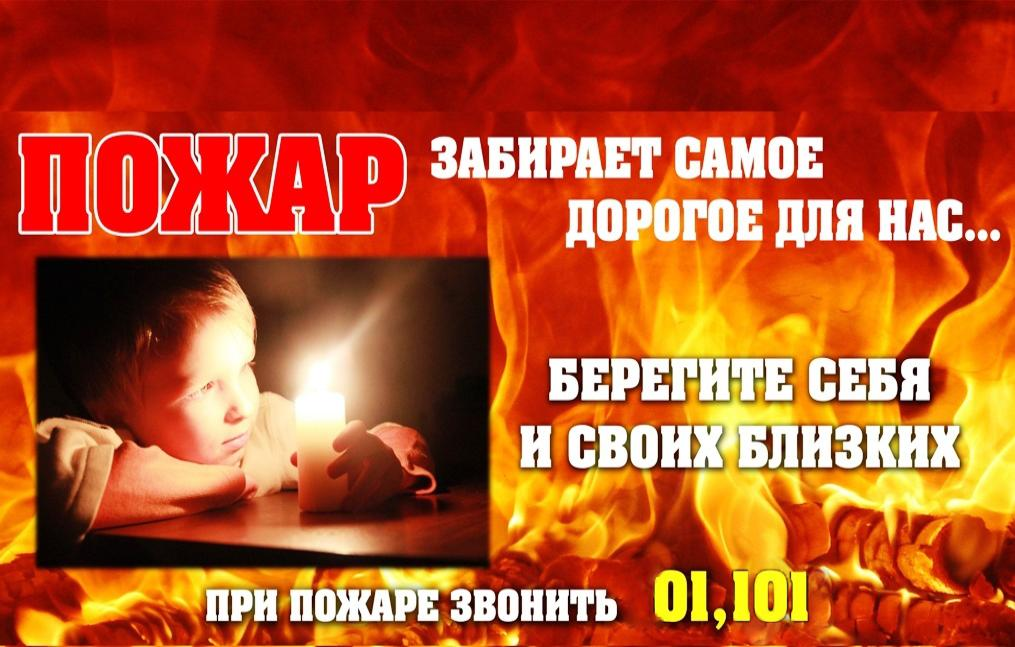 ПОЖАР ЗАБИРАЕТ САМОЕ
ДОРОГОЕ ДЛЯ НАС...
БЕРЕГИТЕ СЕБЯ
И СВОИХ БЛИЗКИХ
ПРИ ПОЖАРЕ ЗВОНИТЬ 01,101